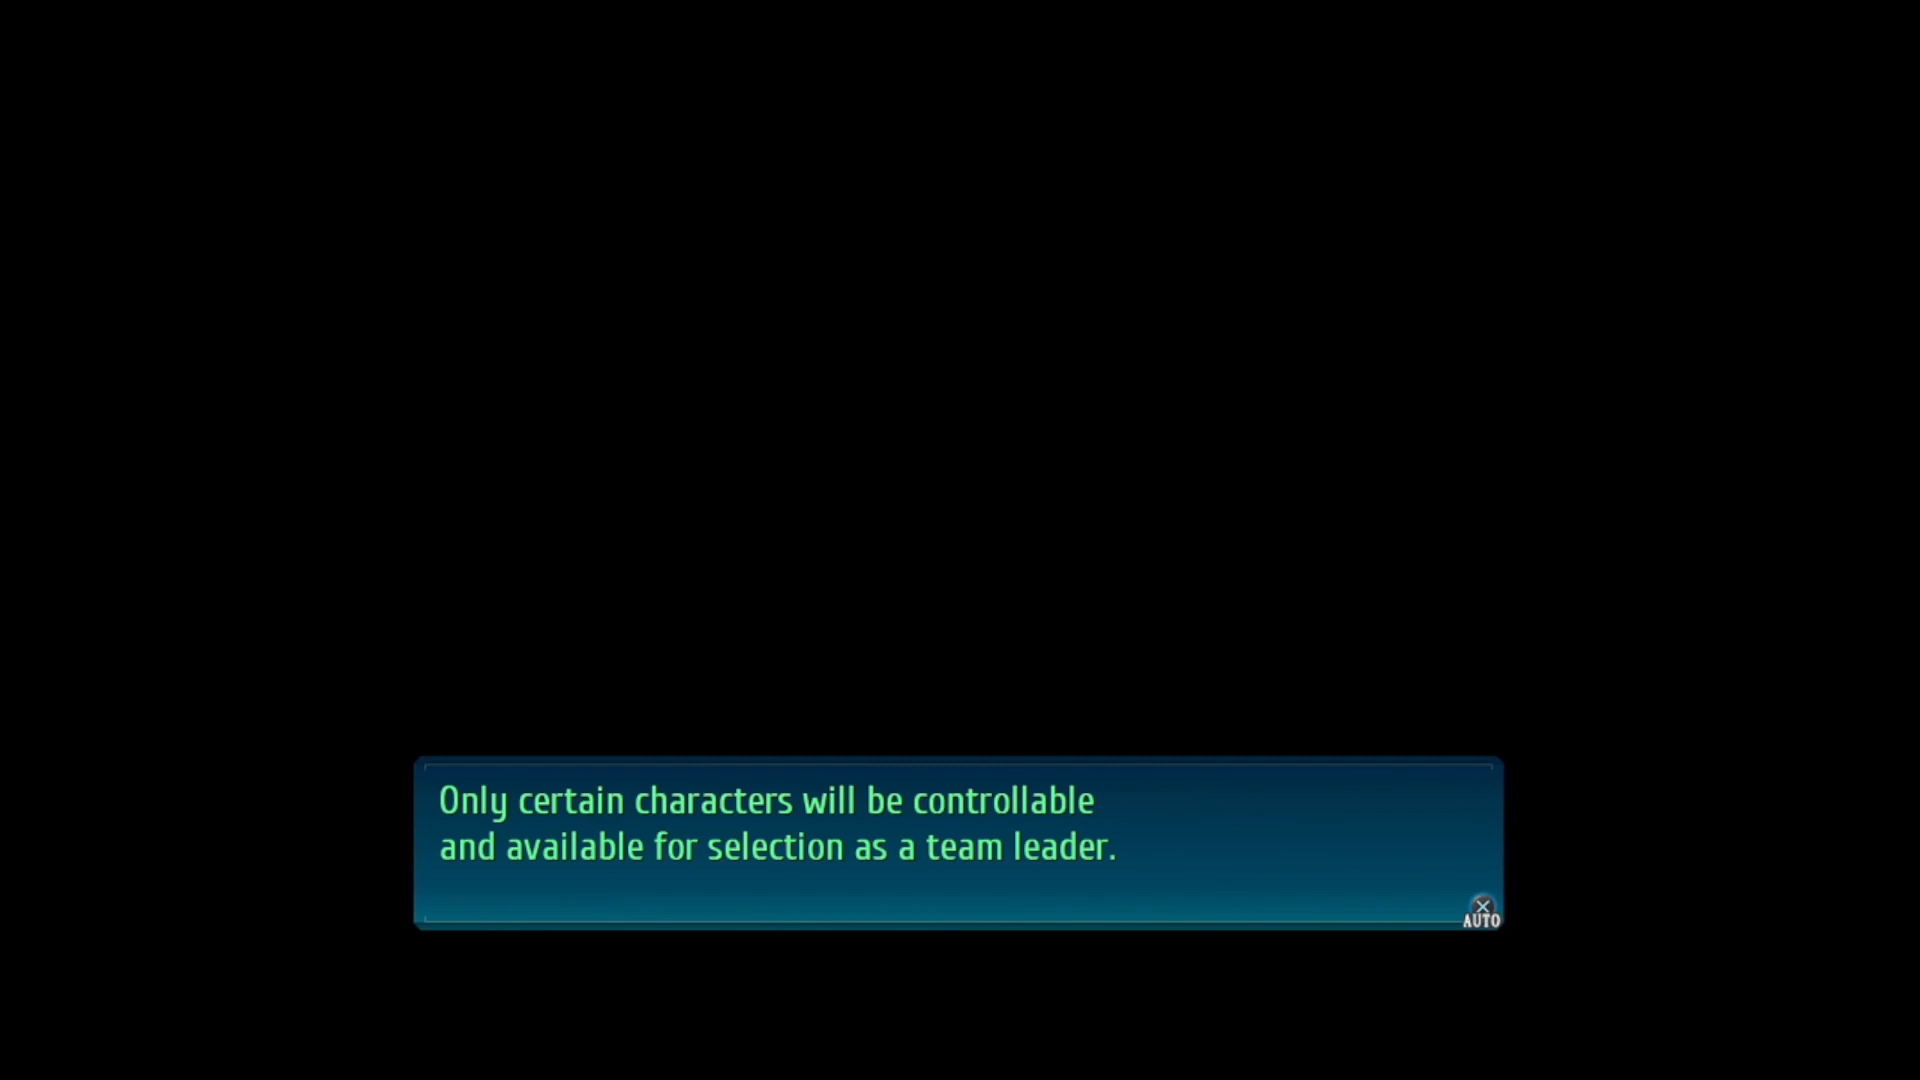 Only certain characters will be controllable
and available for selection as a team leader.
AUTO